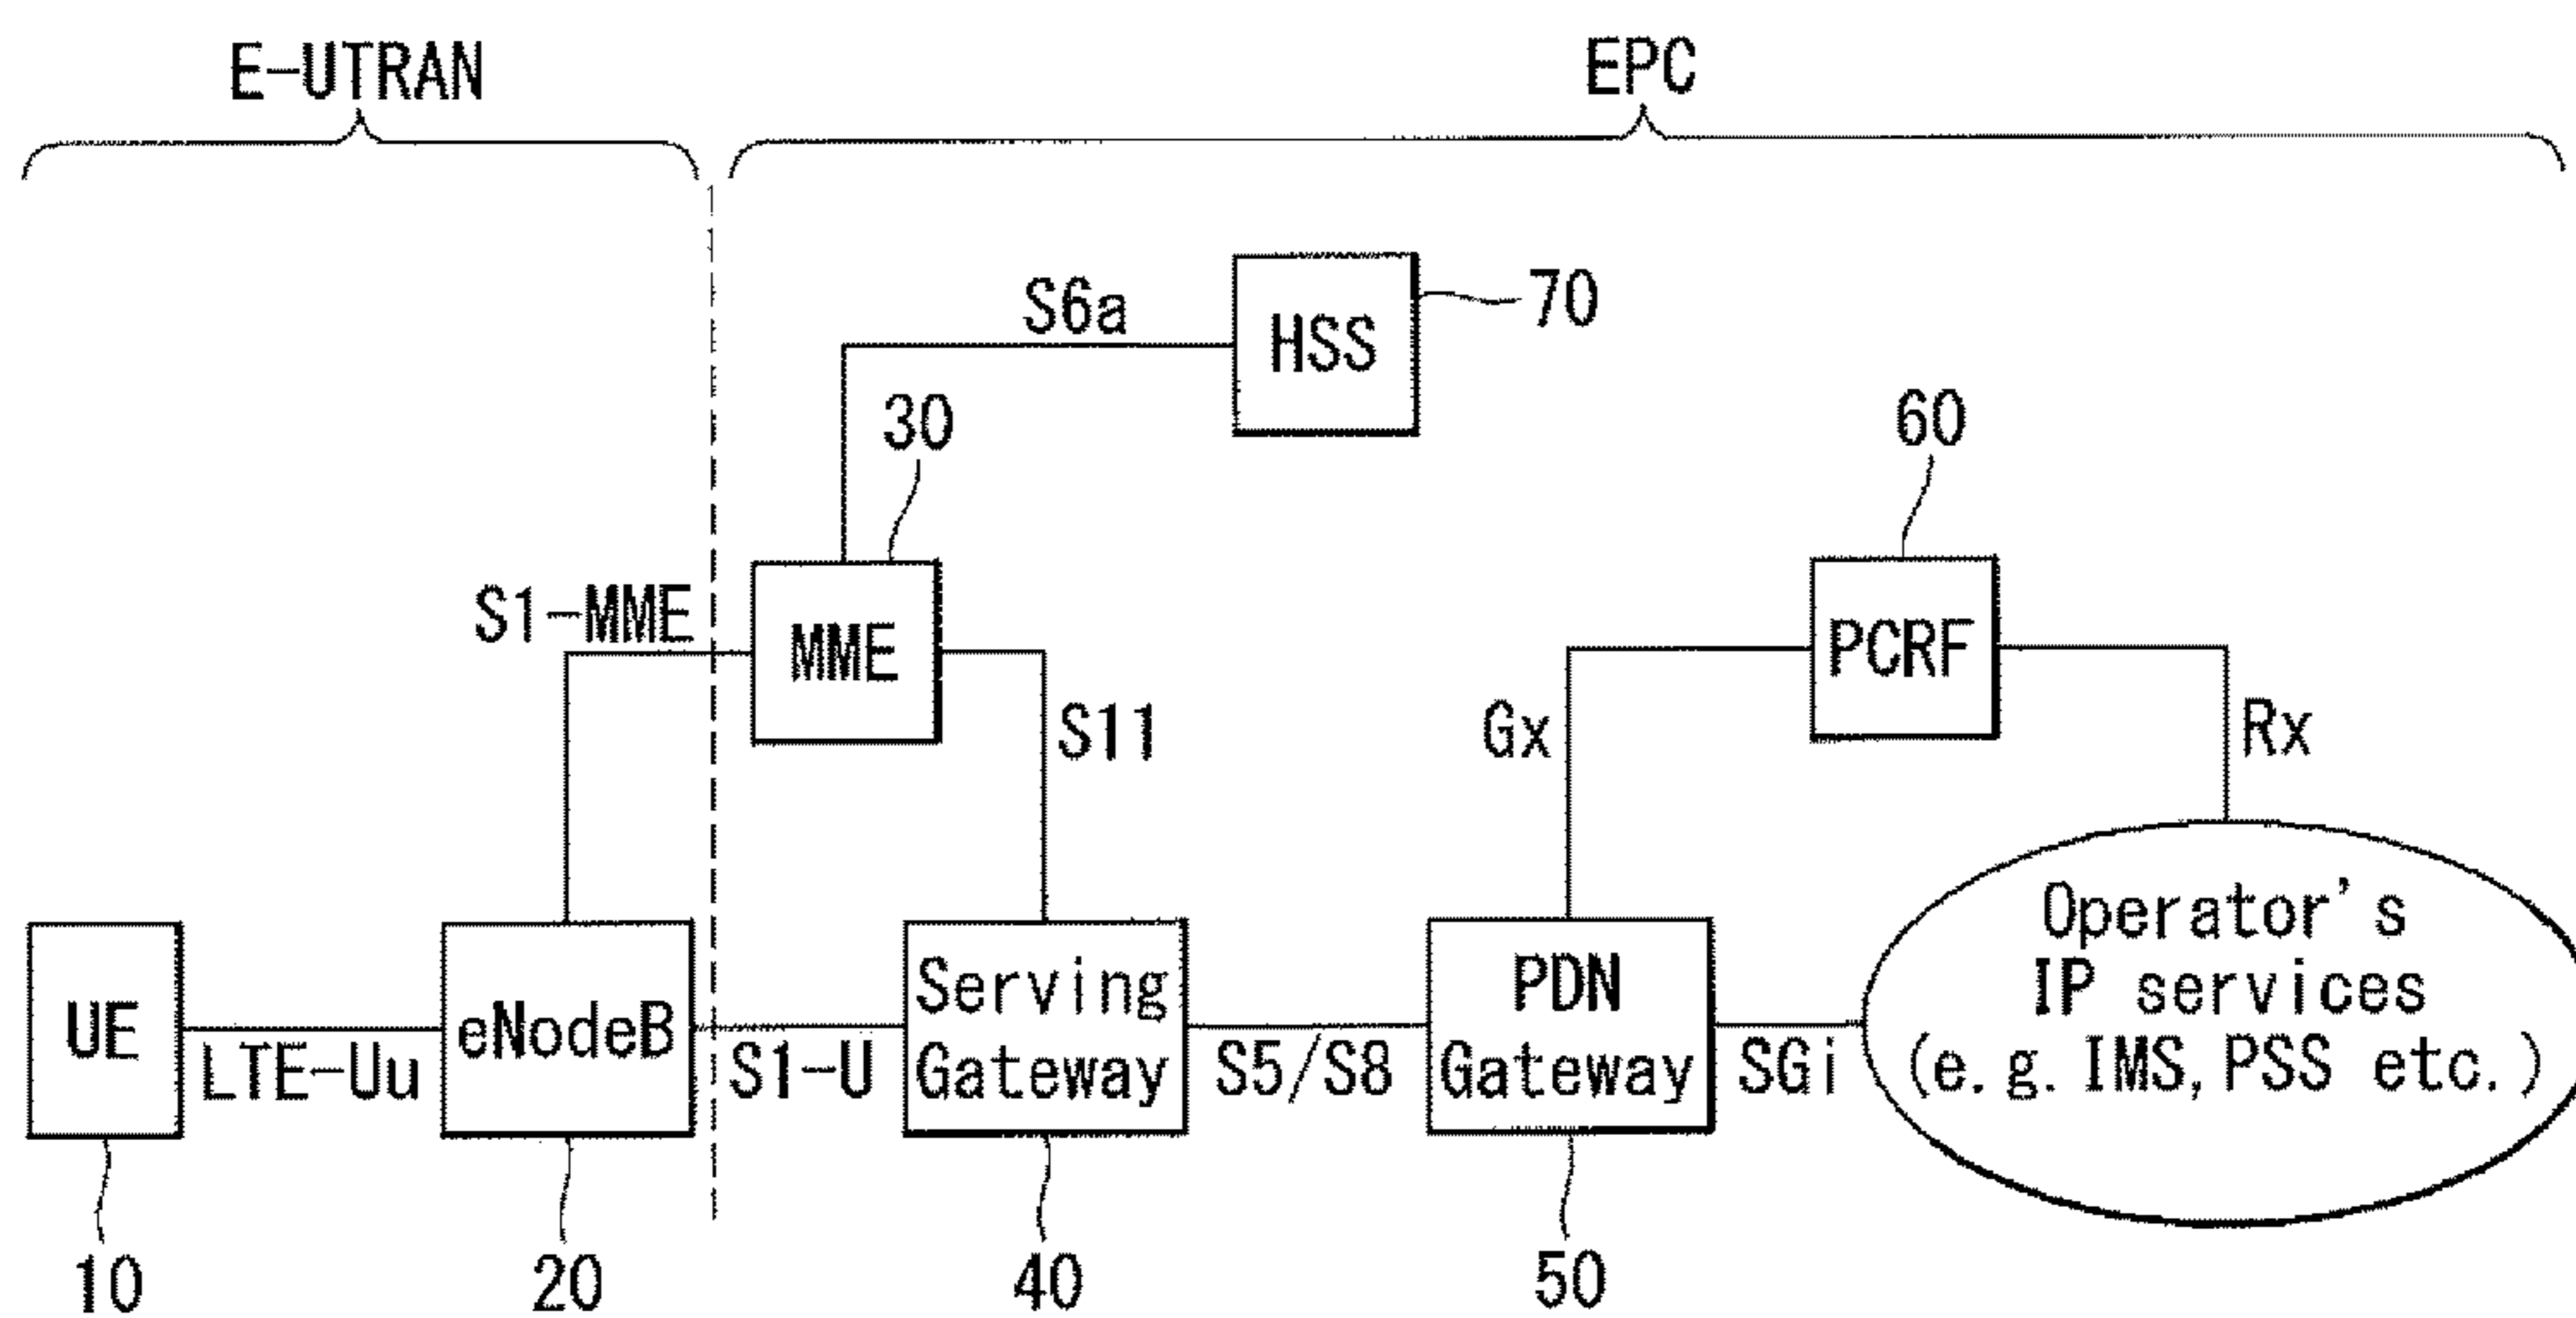 E-UTRAN
EPC
S6a
HSS
70
30
60
S1-MME
MME
S11
Gx
PCRF
Rx
UE
LTE-Uu
eNodeB
S1-U
Serving
Gateway
S5/S8
PDN
Gateway
SGi
Operator's
IP services
(e.g. IMS, PSS etc.)
10
20
40
50